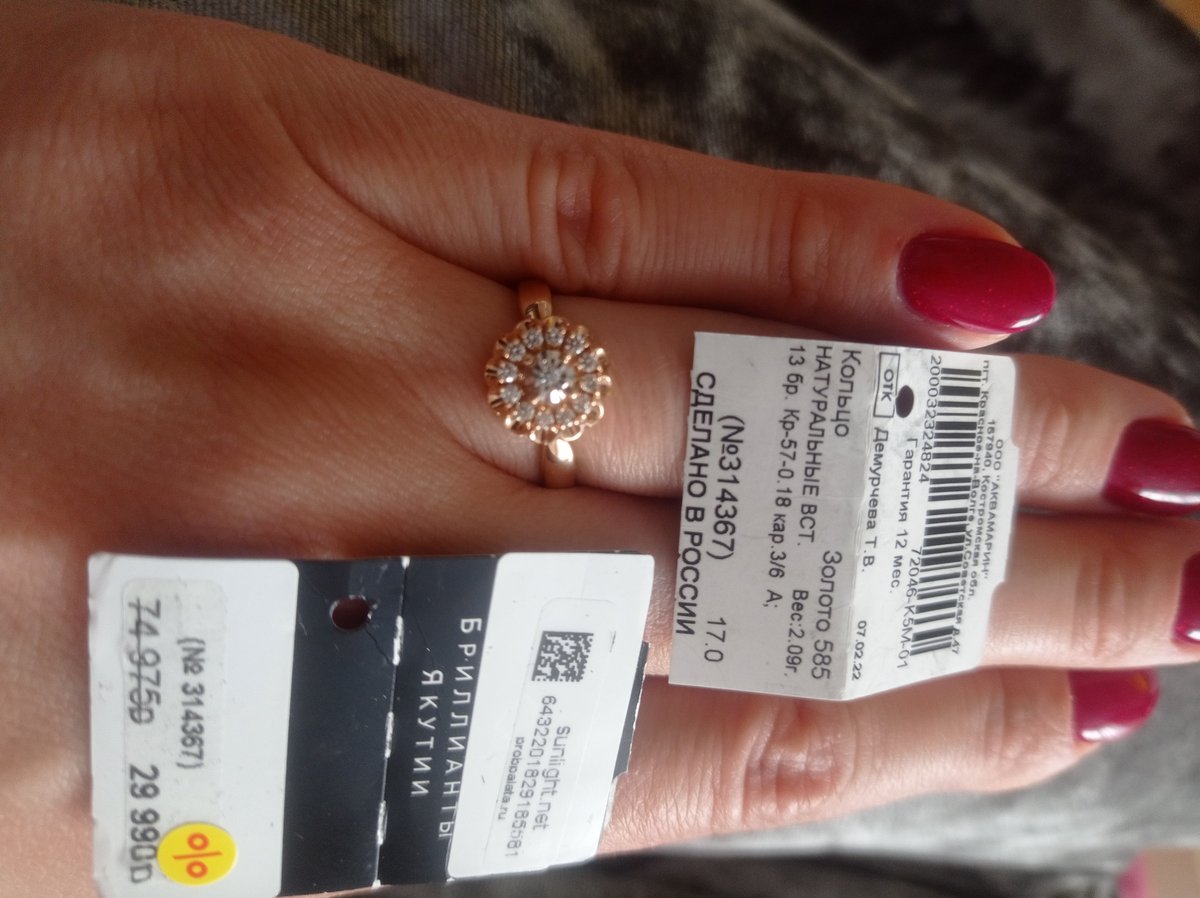 ООО "АКВАМАРИН"
157940, Костромская обл.
пгт. Красное-на-Волге, ул.Советская д.47
2000323324824
72046-К5М-01
Гарантия 12 мес.
ОТК
Демурчева Т.В.
07.02.22
Кольцо
Золото 585
НАТУРАЛЬНЫЕ ВСТ.
Вес:2.09г.
13 бр. Кр-57-0.18 кар.3/6 А;
(№314367)
17.0
СДЕЛАНО В РОССИИ
sunlight.net
6432201829185581
probpalata.ru
БРИЛЛИАНТЫ
ЯКУТИИ
(№ 314367)
74 975р 29 990р
%